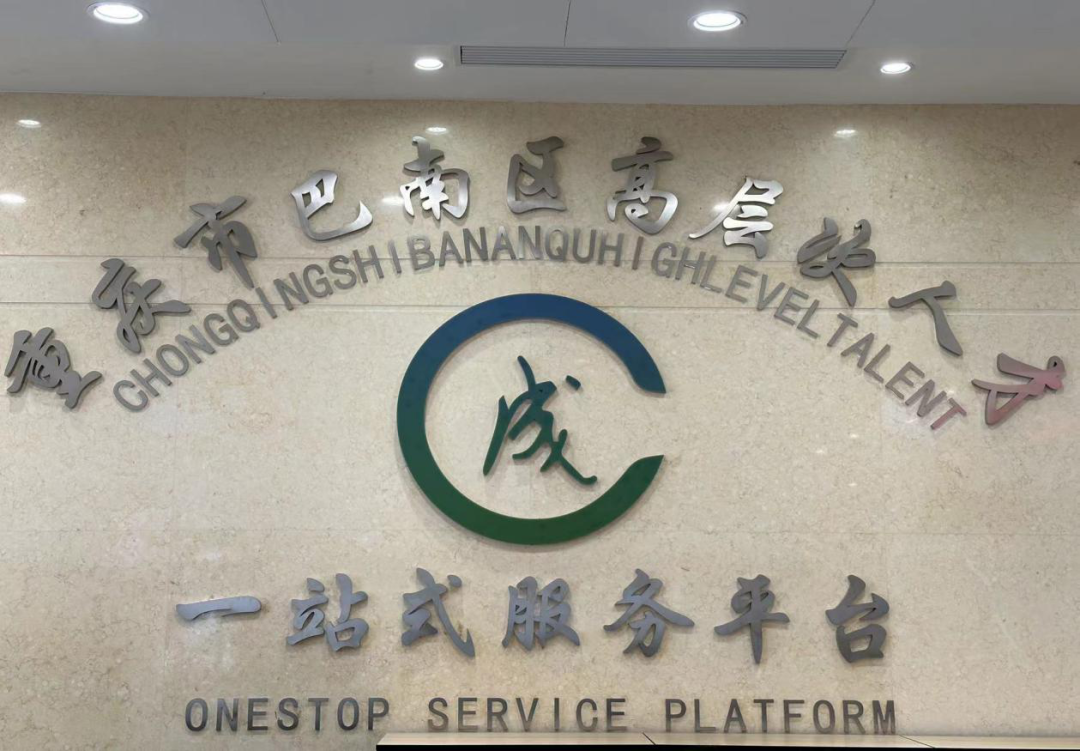 重庆市巴南区高层次人才
CHONGQINGSHIBANANQUHIGHLEVELTALENT
成
一站式服务平台
ONESTOP SERVICE PLATFORM